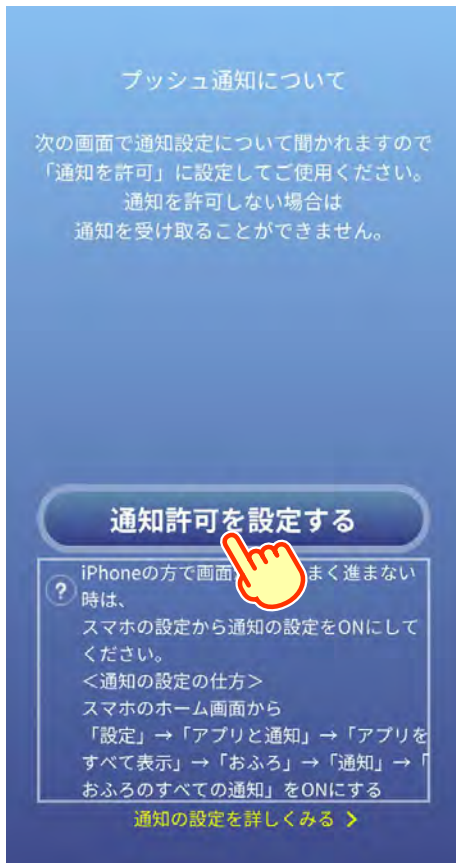 プッシュ通知について
次の画面で通知設定について聞かれますので
「通知を許可」に設定してご使用ください。
通知を許可しない場合は
通知を受け取ることができません。
通知許可を設定する
? iPhoneの方で画面 まく進まない
時は、
スマホの設定から通知の設定をONにして
ください。
<通知の設定の仕方>
スマホのホーム画面から
「設定」→「アプリと通知」→「アプリを
すべて表示」→「おふろ」→「通知」→「
おふろのすべての通知」をONにする
通知の設定を詳しくみる >